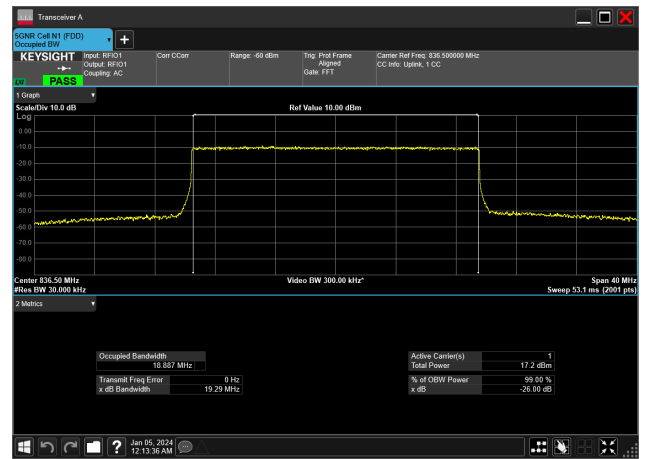 Transceiver A
5GNR Cell N1 (FDD)
Occupied BW
KEYSIGHT
Input: RFIO1
Output: RFIO1
Coupling: AC
Corr CCorr
Range: -60 dBm
Trig: Prot Frame
Aligned
Gate: FFT
Carrier Ref Freq: 836.500000 MHz
CC Info: Uplink, 1 CC
PASS
1 Graph
Scale/Div 10.0 dB
Ref Value 10.00 dBm
Log
0.00
-10.0
-20.0
-30.0
-40.0
-50.0
-60.0
-70.0
-80.0
Center 836.50 MHz
Video BW 300.00 kHz*
Span 40 MHz
#Res BW 30.000 kHz
Sweep 53.1 ms (2001 pts)
2 Metrics
Occupied Bandwidth
18.887 MHz
Transmit Freq Error 0 Hz
x dB Bandwidth 19.29 MHz
Active Carrier(s) 1
Total Power 17.2 dBm
% of OBW Power 99.00 %
x dB -26.00 dB
Jan 05, 2024
12:13:36 AM